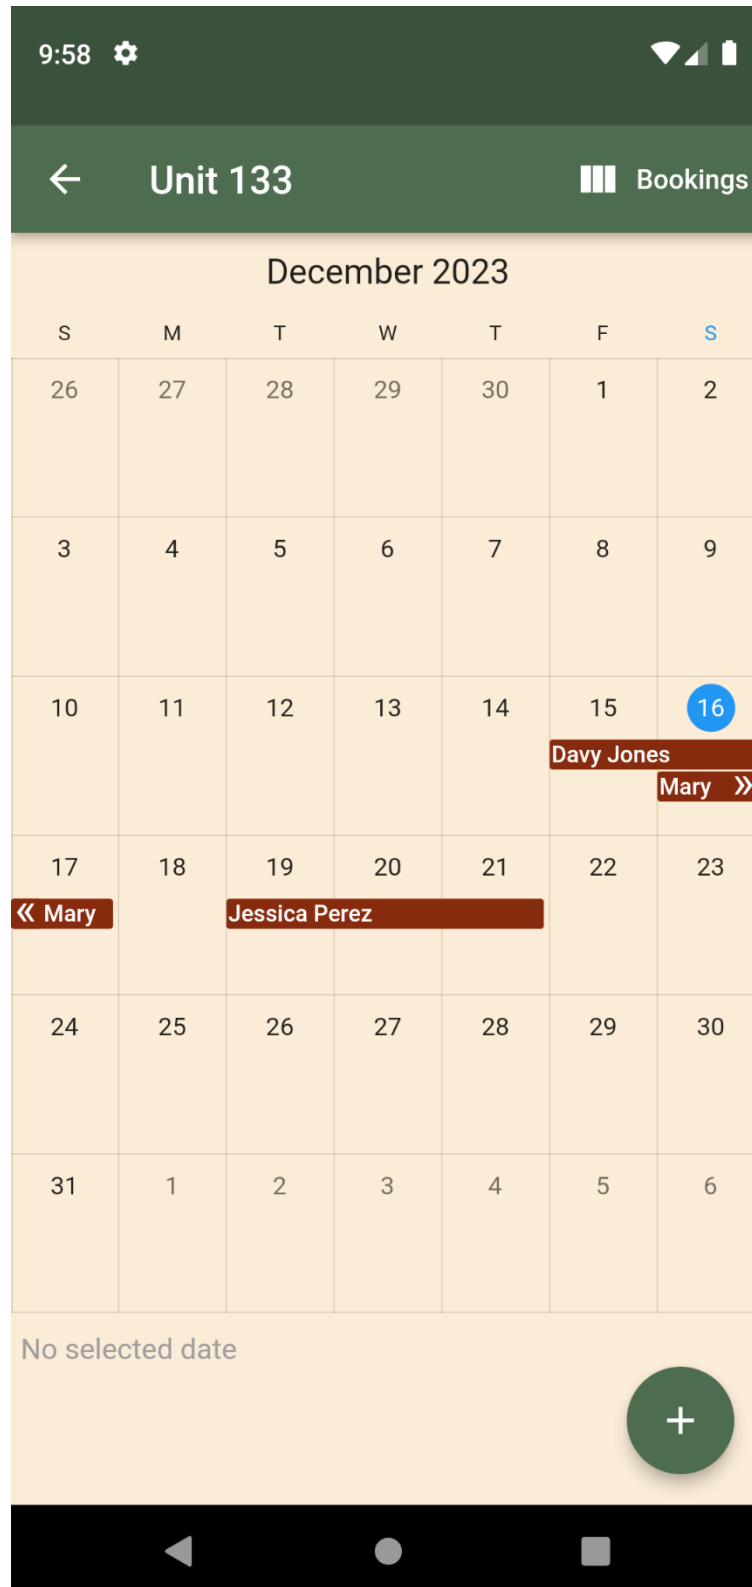 9:58
Unit 133 Bookings
December 2023
S M T W T F S
26 27 28 29 30 1 2
3 4 5 6 7 8 9
10 11 12 13 14 15 16
Davy Jones
Mary »
17 18 19 20 21 22 23
« Mary Jessica Perez
24 25 26 27 28 29 30
31 1 2 3 4 5 6
No selected date
+